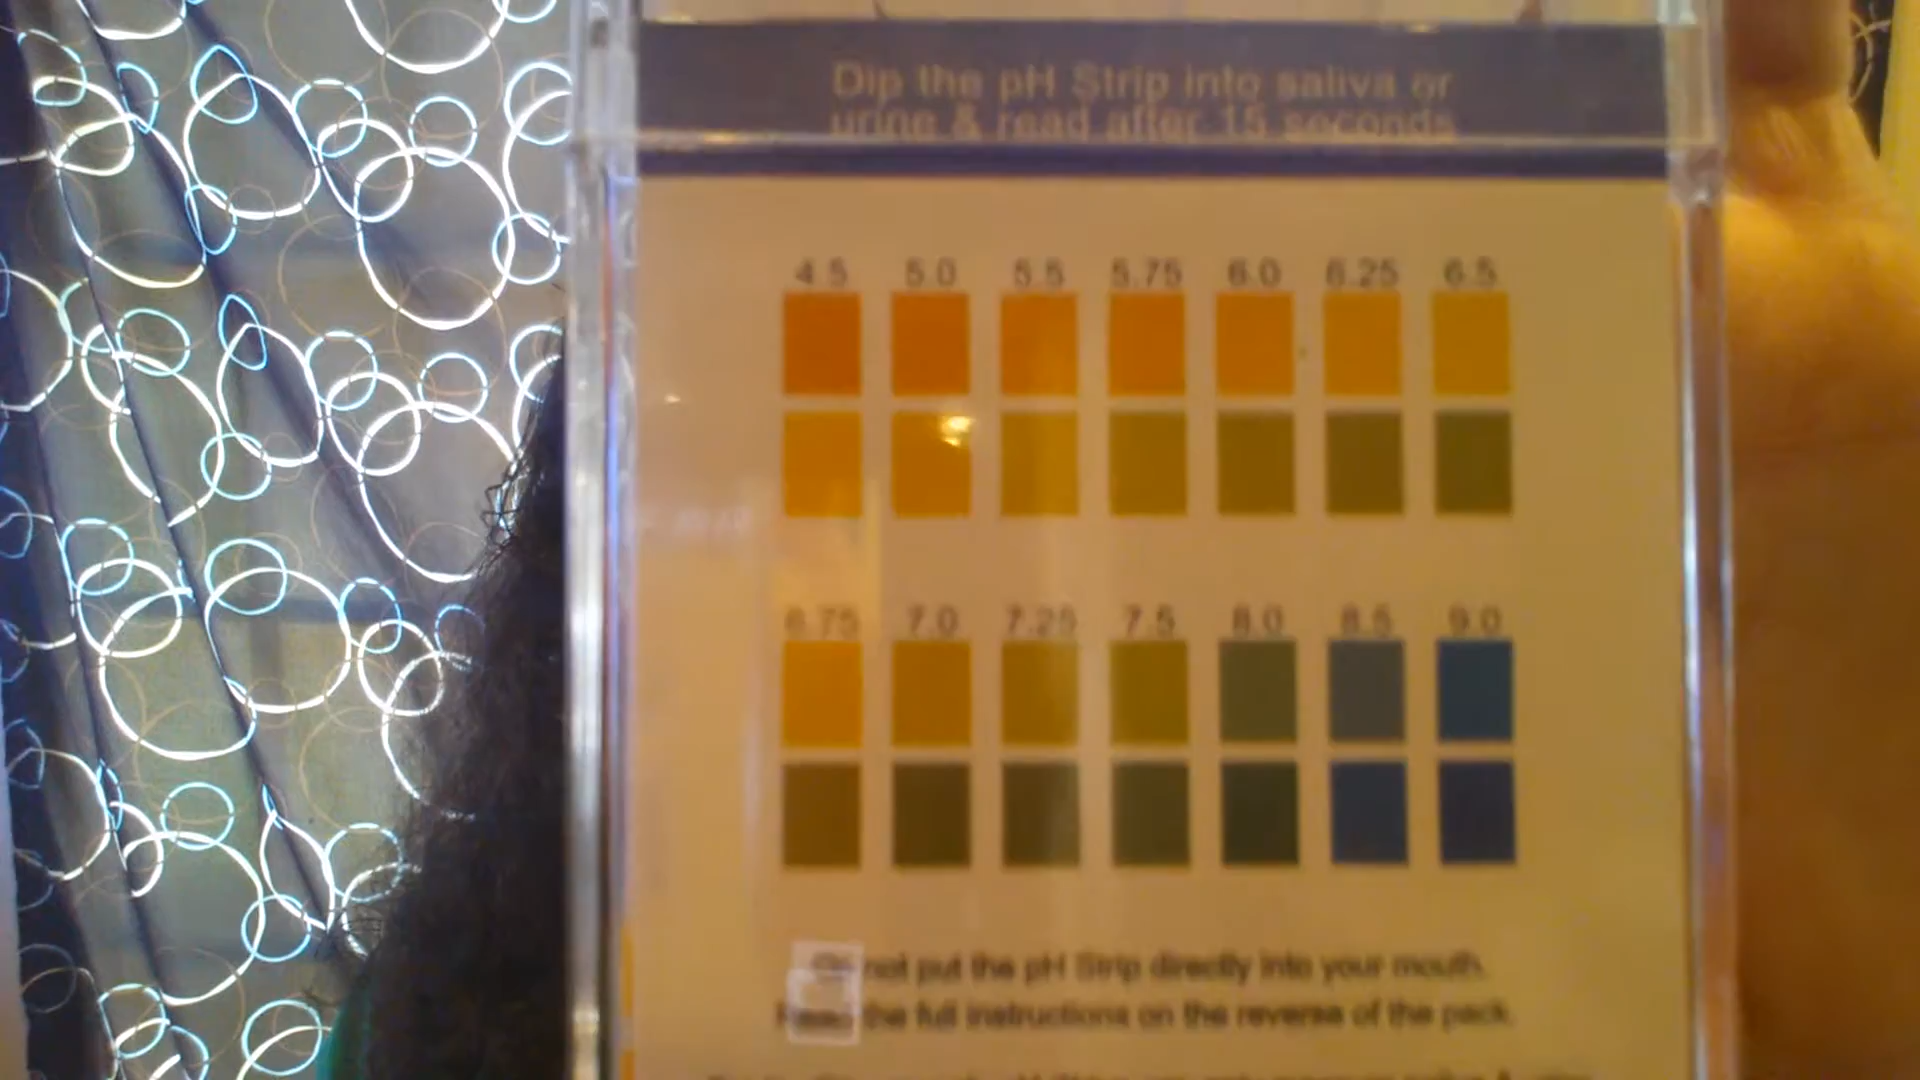 Dip the pH Strip into saliva or
urine & read after 15 seconds
4.5 5.0 5.5 5.75 6.0 6.25 6.5
6.75 7.0 7.25 7.5 8.0 8.5 9.0
Do not put the pH Strip directly into your mouth.
Read the full instructions on the reverse of the pack.